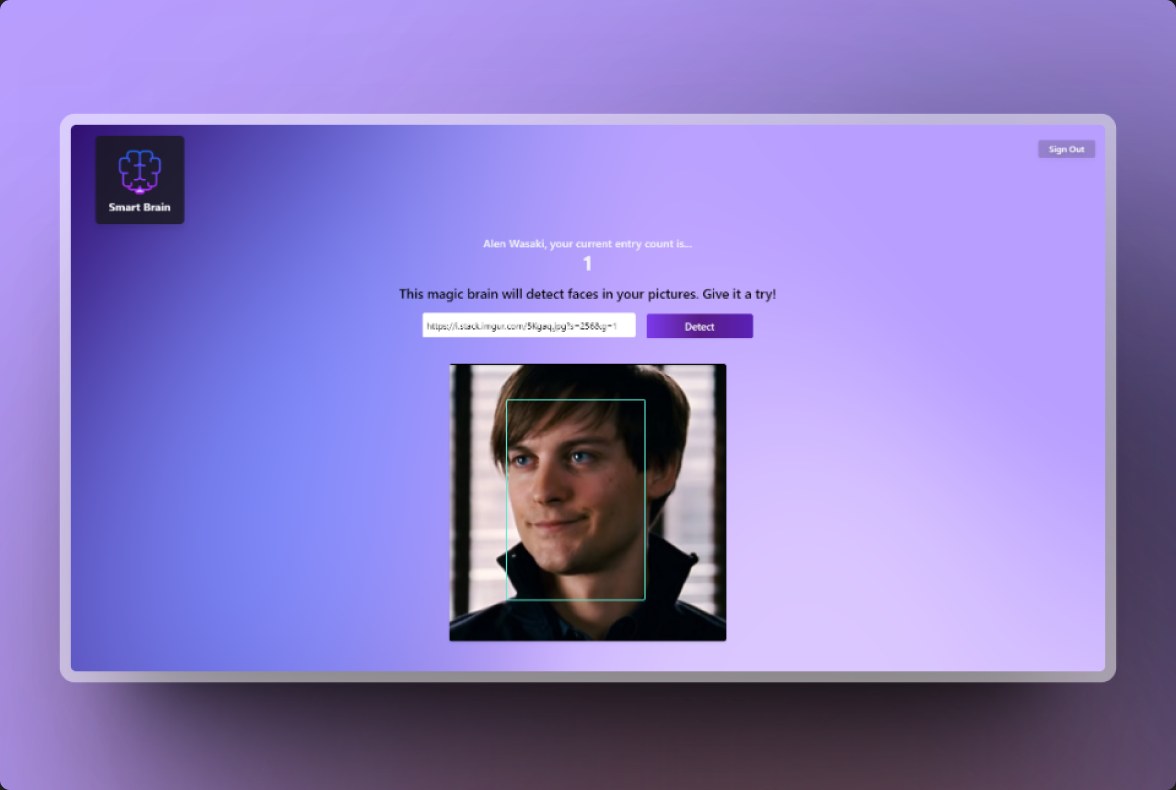 Smart Brain
Sign Out
Alen Wasaki, your current entry count is...
1
This magic brain will detect faces in your pictures. Give it a try!
https://i.stack.imgur.com/5Kgaq.jpg?s=256&g=1
Detect